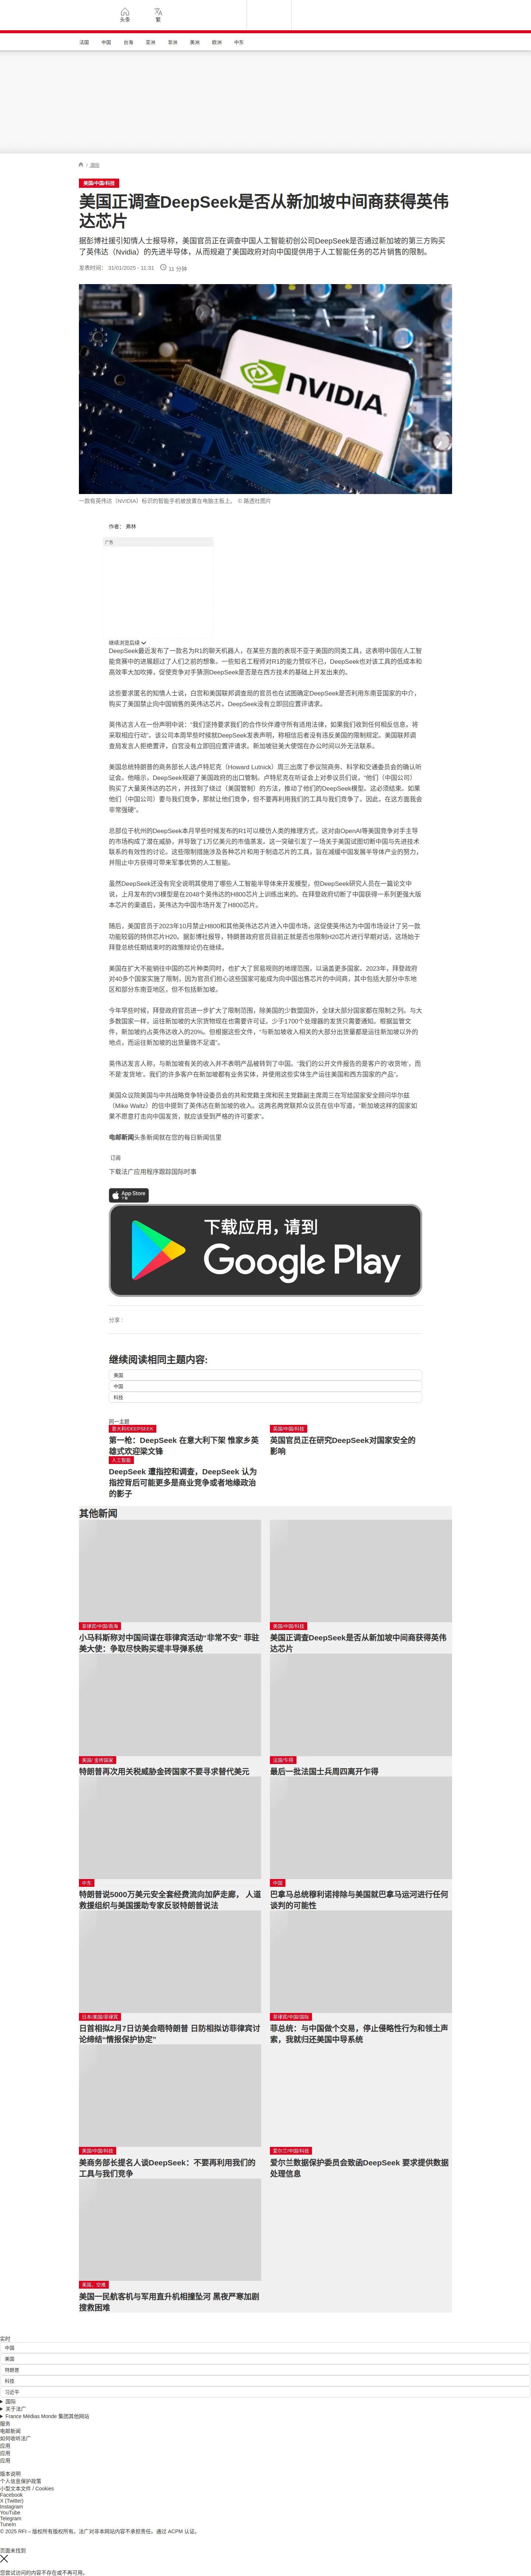 头条
繁
法国
中国
台海
亚洲
非洲
美洲
欧洲
中东
/ 国际
美国/中国/科技
美国正调查DeepSeek是否从新加坡中间商获得英伟
达芯片
据彭博社援引知情人士报导称，美国官员正在调查中国人工智能初创公司DeepSeek是否通过新加坡的第三方购买
了英伟达（Nvidia）的先进半导体，从而规避了美国政府对向中国提供用于人工智能任务的芯片销售的限制。
发表时间： 31/01/2025 - 11:31 11 分钟
NVIDIA
一款有英伟达（NVIDIA）标识的智能手机被放置在电脑主板上。 © 路透社图片
作者： 弗林
广告
继续浏览后续
DeepSeek最近发布了一款名为R1的聊天机器人，在某些方面的表现不亚于美国的同类工具，这表明中国在人工智
能竞赛中的进展超过了人们之前的想象。一些知名工程师对R1的能力赞叹不已，DeepSeek也对该工具的低成本和
高效率大加吹捧，促使竞争对手猜测DeepSeek是否是在西方技术的基础上开发出来的。
这些要求匿名的知情人士说，白宫和美国联邦调查局的官员也在试图确定DeepSeek是否利用东南亚国家的中介，
购买了美国禁止向中国销售的英伟达芯片。DeepSeek没有立即回应置评请求。
英伟达言人在一份声明中说：“我们坚持要求我们的合作伙伴遵守所有适用法律，如果我们收到任何相反信息，将
采取相应行动”。该公司本周早些时候就DeepSeek发表声明，称相信后者没有违反美国的限制规定。美国联邦调
查局发言人拒绝置评，白宫没有立即回应置评请求。新加坡驻美大使馆在办公时间以外无法联系。
美国总统特朗普的商务部长人选卢特尼克（Howard Lutnick）周三出席了参议院商务、科学和交通委员会的确认听
证会。他暗示，DeepSeek规避了美国政府的出口管制。卢特尼克在听证会上对参议员们说，“他们（中国公司）
购买了大量英伟达的芯片，并找到了绕过（美国管制）的方法，推动了他们的DeepSeek模型。这必须结束。如果
他们（中国公司）要与我们竞争，那就让他们竞争，但不要再利用我们的工具与我们竞争了。因此，在这方面我会
非常强硬”。
总部位于杭州的DeepSeek本月早些时候发布的R1可以模仿人类的推理方式，这对由OpenAI等美国竞争对手主导
的市场构成了潜在威胁，并导致了1万亿美元的市值蒸发。这一突破引发了一场关于美国试图切断中国与先进技术
联系的有效性的讨论。这些限制措施涉及各种芯片和用于制造芯片的工具，旨在减缓中国发展半导体产业的努力，
并阻止中方获得可带来军事优势的人工智能。
虽然DeepSeek还没有完全说明其使用了哪些人工智能半导体来开发模型，但DeepSeek研究人员在一篇论文中
说，上月发布的V3模型是在2048个英伟达的H800芯片上训练出来的。在拜登政府切断了中国获得一系列更强大版
本芯片的渠道后，英伟达为中国市场开发了H800芯片。
随后，美国官员于2023年10月禁止H800和其他英伟达芯片进入中国市场，这促使英伟达为中国市场设计了另一款
功能较弱的特供芯片H20。据彭博社报导，特朗普政府官员目前正就是否也限制H20芯片进行早期对话，这场始于
拜登总统任期结束时的政策辩论仍在继续。
美国在扩大不能销往中国的芯片种类同时，也扩大了贸易规则的地理范围，以涵盖更多国家。2023年，拜登政府
对40多个国家实施了限制，因为官员们担心这些国家可能成为向中国出售芯片的中间商，其中包括大部分中东地
区和部分东南亚地区，但不包括新加坡。
今年早些时候，拜登政府官员进一步扩大了限制范围，除美国的少数盟国外，全球大部分国家都在限制之列。与大
多数国家一样，运往新加坡的大宗货物现在也需要许可证。少于1700个处理器的发货只需要通知。根据监管文
件，新加坡约占英伟达收入的20%。但根据这些文件，”与新加坡收入相关的大部分出货量都是运往新加坡以外的
地点，而运往新加坡的出货量微不足道”。
英伟达发言人称，与新加坡有关的收入并不表明产品被转到了中国。“我们的公开文件报告的是客户的‘收货地’，而
不是‘发货地’。我们的许多客户在新加坡都有业务实体，并使用这些实体生产运往美国和西方国家的产品”。
美国众议院美国与中共战略竞争特设委员会的共和党籍主席和民主党籍副主席周三在写给国家安全顾问华尔兹
（Mike Waltz）的信中提到了英伟达在新加坡的收入。这两名两党联邦众议员在信中写道，“新加坡这样的国家如
果不愿意打击向中国发货，就应该受到严格的许可要求”。
电邮新闻头条新闻就在您的每日新闻信里
订阅
下载法广应用程序跟踪国际时事
App Store
下载
下载应用，请到
Google Play
分享 :
继续阅读相同主题内容:
美国
中国
科技
同一主题
意大利/DEEPSEEK
第一枪：DeepSeek 在意大利下架 惟家乡英
雄式欢迎梁文锋
英国/中国/科技
英国官员正在研究DeepSeek对国家安全的
影响
人工智能
DeepSeek 遭指控和调查，DeepSeek 认为
指控背后可能更多是商业竞争或者地缘政治
的影子
其他新闻
菲律宾/中国/南海
小马科斯称对中国间谍在菲律宾活动“非常不安” 菲驻
美大使：争取尽快购买堤丰导弹系统
美国/中国/科技
美国正调查DeepSeek是否从新加坡中间商获得英伟
达芯片
美国/ 金砖国家
特朗普再次用关税威胁金砖国家不要寻求替代美元
法国/乍得
最后一批法国士兵周四离开乍得
中东
特朗普说5000万美元安全套经费流向加萨走廊， 人道
救援组织与美国援助专家反驳特朗普说法
中国
巴拿马总统穆利诺排除与美国就巴拿马运河进行任何
谈判的可能性
日本/美国/菲律宾
日首相拟2月7日访美会晤特朗普 日防相拟访菲律宾讨
论缔结“情报保护协定”
菲律宾/中国/国际
菲总统：与中国做个交易，停止侵略性行为和领土声
索，我就归还美国中导系统
美国/中国/科技
美商务部长提名人谈DeepSeek：不要再利用我们的
工具与我们竞争
爱尔兰/中国/科技
爱尔兰数据保护委员会致函DeepSeek 要求提供数据
处理信息
美国、空难
美国一民航客机与军用直升机相撞坠河 黑夜严寒加剧
搜救困难
实时
中国
美国
特朗普
科技
习近平
国际
关于法广
France Médias Monde 集团其他网站
服务
电邮新闻
如何收听法广
应用
应用
应用
版本说明
个人信息保护政策
小型文本文件 / Cookies
Facebook
X (Twitter)
Instagram
YouTube
Telegram
TuneIn
© 2025 RFI – 版权所有版权所有。法广对非本网站内容不承担责任。通过 ACPM 认证。
页面未找到
您尝试访问的内容不存在或不再可用。